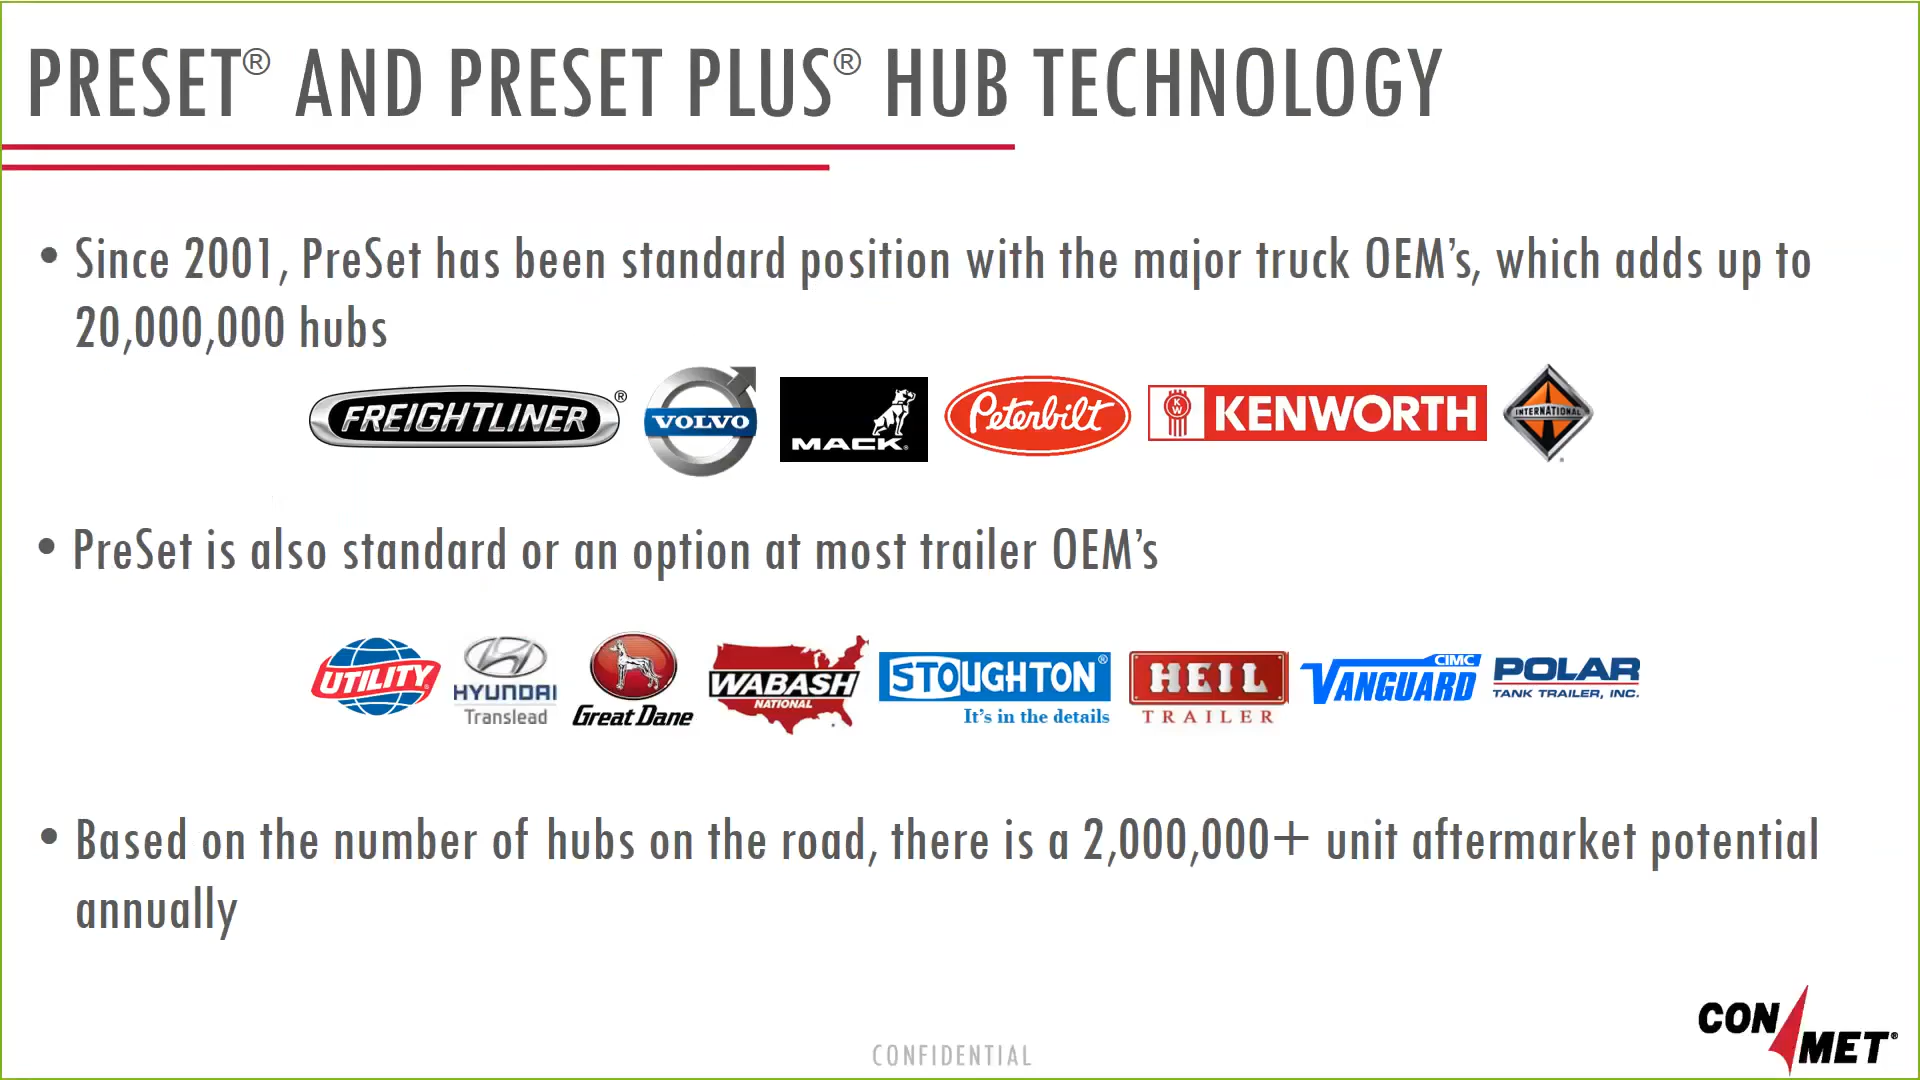 PRESET® AND PRESET PLUS® HUB TECHNOLOGY
• Since 2001, PreSet has been standard position with the major truck OEM’s, which adds up to
20,000,000 hubs
FREIGHTLINER®
VOLVO
MACK®
Peterbilt
KW KENWORTH
INTERNATIONAL®
• PreSet is also standard or an option at most trailer OEM’s
UTILITY®
HYUNDAI
Translead
Great Dane
WABASH
NATIONAL
STOUGHTON®
It’s in the details
HEIL
TRAILER
CIMC
VANGUARD
POLAR
TANK TRAILER, INC.
• Based on the number of hubs on the road, there is a 2,000,000+ unit aftermarket potential
annually
CONFIDENTIAL
CON
MET®